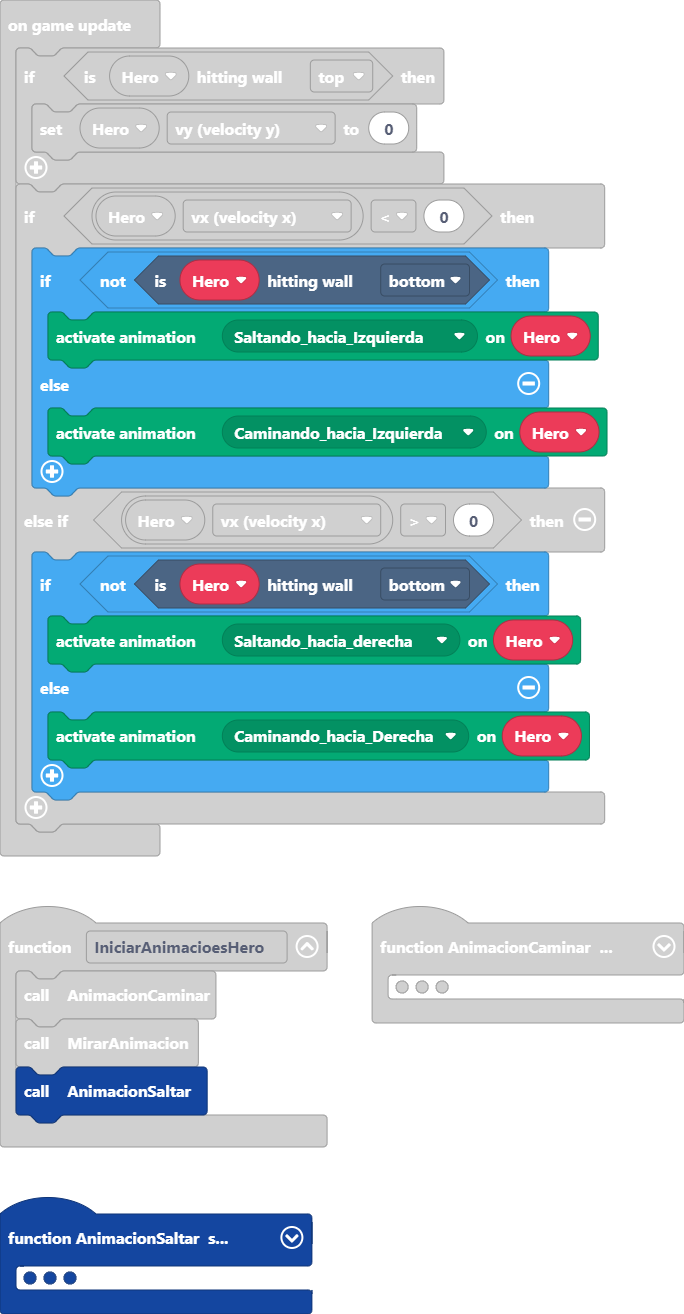 on game update
if is Hero hitting wall top then
set Hero vy (velocity y) to 0
if Hero vx (velocity x) < 0 then
if not is Hero hitting wall bottom then
activate animation Saltando_hacia_Izquierda on Hero
else
activate animation Caminando_hacia_Izquierda on Hero
else if Hero vx (velocity x) > 0 then
if not is Hero hitting wall bottom then
activate animation Saltando_hacia_derecha on Hero
else
activate animation Caminando_hacia_Derecha on Hero
function IniciarAnimacioesHero
call AnimacionCaminar
call MirarAnimacion
call AnimacionSaltar
function AnimacionCaminar ...
function AnimacionSaltar s...